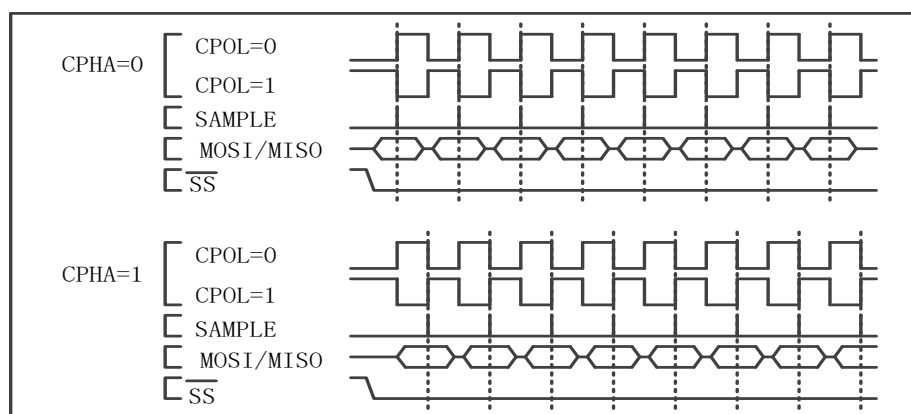 CPHA=0
CPOL=0
CPOL=1
SAMPLE
MOSI/MISO
SS
CPHA=1
CPOL=0
CPOL=1
SAMPLE
MOSI/MISO
SS